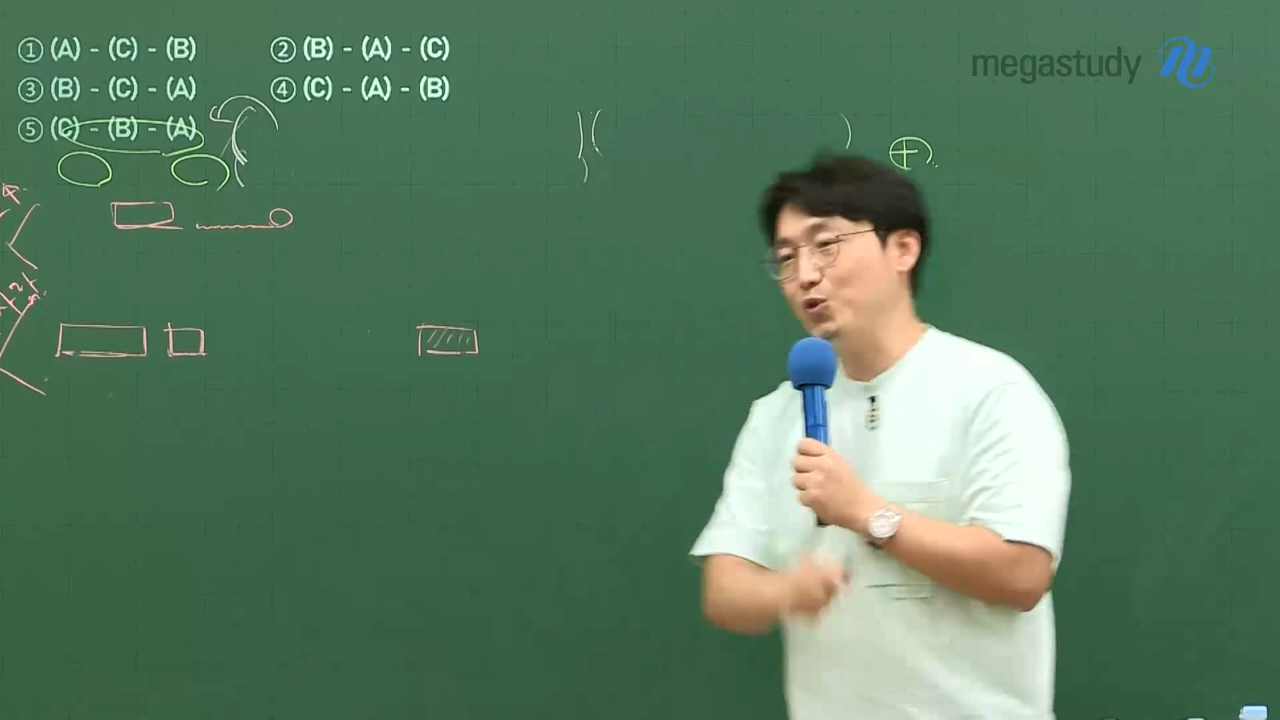 ① (A) - (C) - (B) ② (B) - (A) - (C)
③ (B) - (C) - (A) ④ (C) - (A) - (B)
⑤ (C) - (B) - (A)
megastudy